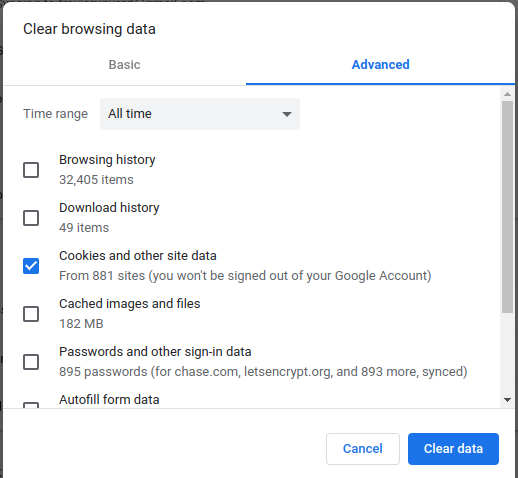 Clear browsing data
Basic
Advanced
Time range
All time
Browsing history
32,405 items
Download history
49 items
Cookies and other site data
From 881 sites (you won't be signed out of your Google Account)
Cached images and files
182 MB
Passwords and other sign-in data
895 passwords (for chase.com, letsencrypt.org, and 893 more, synced)
Autofill form data
Cancel
Clear data